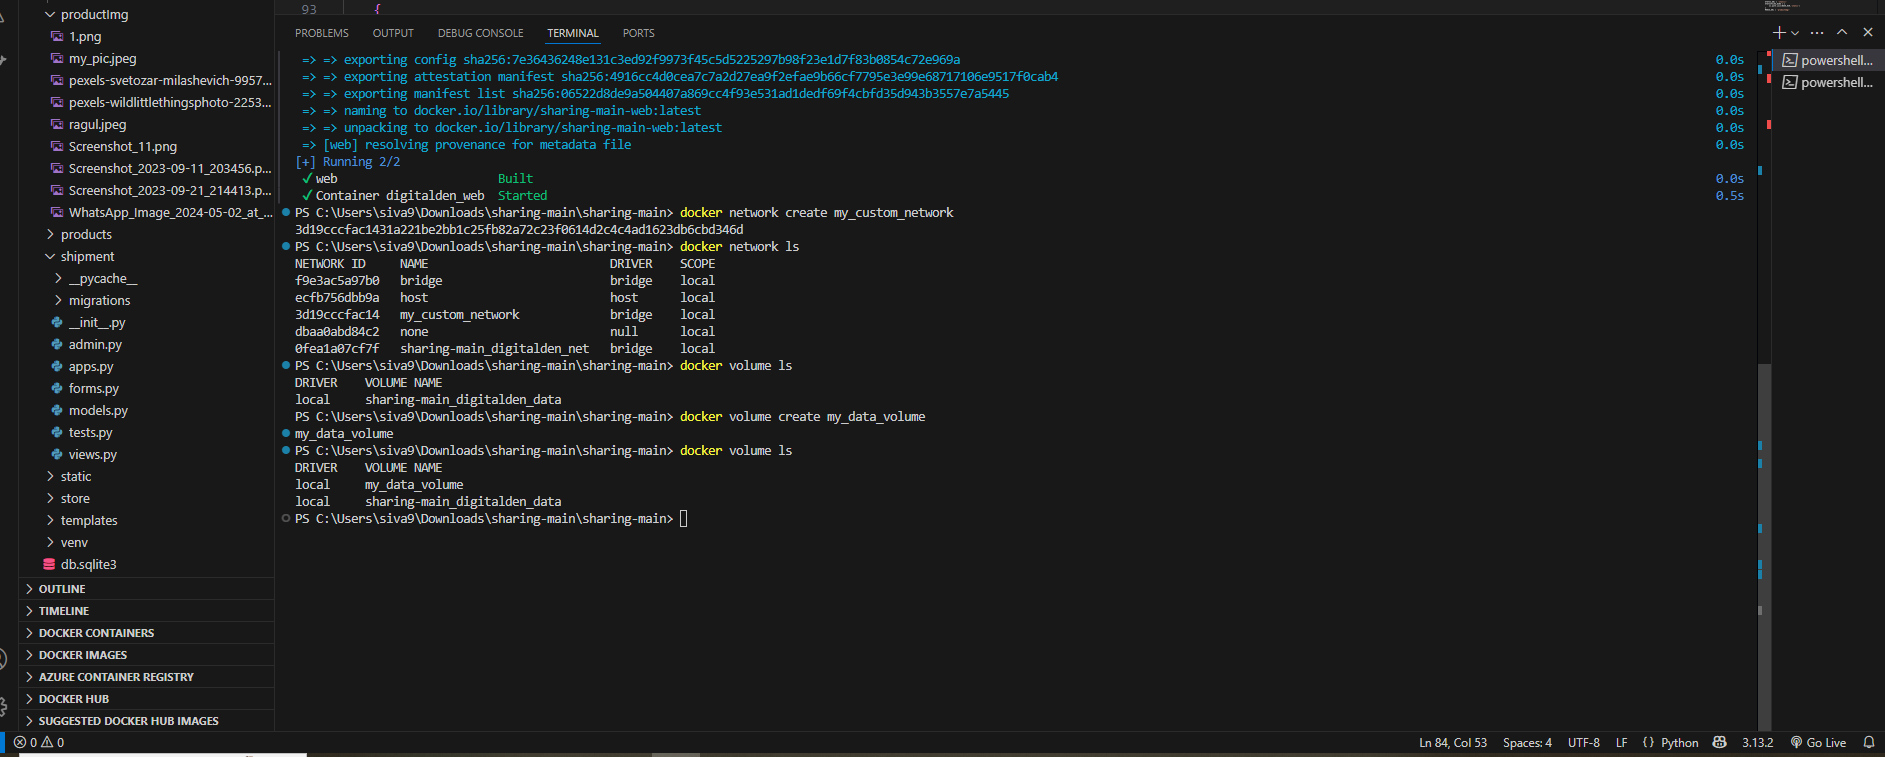 productImg
1.png
my_pic.jpeg
pexels-svetozar-milashevich-9957...
pexels-wildlittlethingsphoto-2253...
ragul.jpeg
Screenshot_11.png
Screenshot_2023-09-11_203456.p...
Screenshot_2023-09-21_214413.p...
WhatsApp_Image_2024-05-02_at_...
products
shipment
__pycache__
migrations
__init__.py
admin.py
apps.py
forms.py
models.py
tests.py
views.py
static
store
templates
venv
db.sqlite3
OUTLINE
TIMELINE
DOCKER CONTAINERS
DOCKER IMAGES
AZURE CONTAINER REGISTRY
DOCKER HUB
SUGGESTED DOCKER HUB IMAGES
93 {
PROBLEMS OUTPUT DEBUG CONSOLE TERMINAL PORTS
=> => exporting config sha256:7e36436248e131c3ed92f9973f45c5d5225297b98f23e1d7f83b0854c72e969a 0.0s
=> => exporting attestation manifest sha256:4916cc4d0cea7c7a2d27ea9f2efae9b66cf7795e3e99e68717106e9517f0cab4 0.0s
=> => exporting manifest list sha256:06522d8de9a504407a869cc4f93e531ad1dedf69f4cbfd35d943b3557e7a5445 0.0s
=> => naming to docker.io/library/sharing-main-web:latest 0.0s
=> => unpacking to docker.io/library/sharing-main-web:latest 0.0s
=> [web] resolving provenance for metadata file 0.0s
[+] Running 2/2
✔ web Built 0.0s
✔ Container digitalden_web Started 0.5s
PS C:\Users\siva9\Downloads\sharing-main\sharing-main> docker network create my_custom_network
3d19cccfac1431a221be2bb1c25fb82a72c23f0614d2c4c4ad1623db6cbd346d
PS C:\Users\siva9\Downloads\sharing-main\sharing-main> docker network ls
NETWORK ID NAME DRIVER SCOPE
f9e3ac5a97b0 bridge bridge local
ecfb756dbb9a host host local
3d19cccfac14 my_custom_network bridge local
dbaa0abd84c2 none null local
0fea1a07cf7f sharing-main_digitalden_net bridge local
PS C:\Users\siva9\Downloads\sharing-main\sharing-main> docker volume ls
DRIVER VOLUME NAME
local sharing-main_digitalden_data
PS C:\Users\siva9\Downloads\sharing-main\sharing-main> docker volume create my_data_volume
my_data_volume
PS C:\Users\siva9\Downloads\sharing-main\sharing-main> docker volume ls
DRIVER VOLUME NAME
local my_data_volume
local sharing-main_digitalden_data
PS C:\Users\siva9\Downloads\sharing-main\sharing-main>
powershell...
powershell...
0 0
Ln 84, Col 53 Spaces: 4 UTF-8 LF {} Python 3.13.2 Go Live